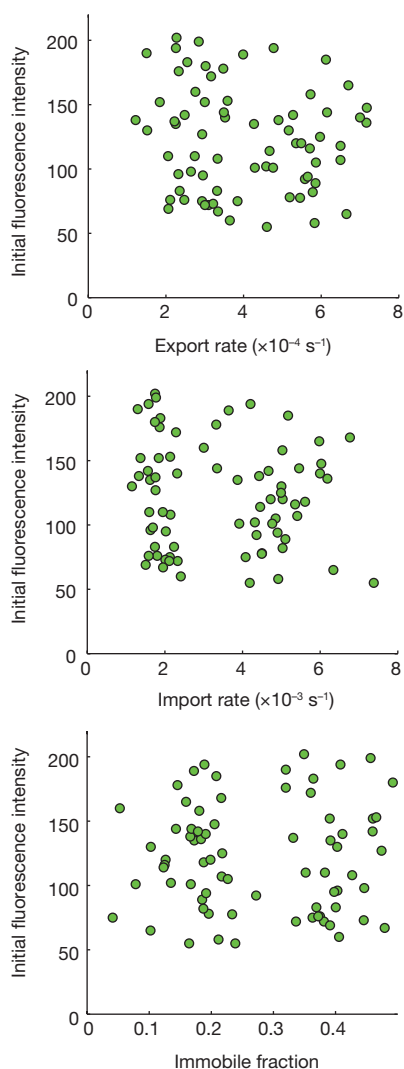 Initial fluorescence intensity
200
150
100
50
0
0 2 4 6 8
Export rate (×10⁻⁴ s⁻¹)
Initial fluorescence intensity
200
150
100
50
0
0 2 4 6 8
Import rate (×10⁻³ s⁻¹)
Initial fluorescence intensity
200
150
100
50
0
0 0.1 0.2 0.3 0.4
Immobile fraction